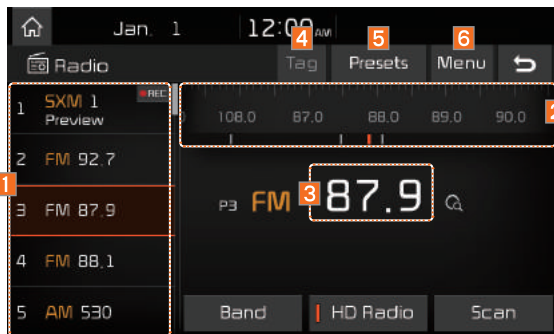 Jan. 1 12:00 AM
4 5 6
Radio Tag Presets Menu
1 SXM 1 REC
Preview
108.0 87.0 88.0 89.0 90.0 2
2 FM 92.7
1
3 FM 87.9
P3 FM 3 87.9
4 FM 88.1
5 AM 530
Band HD Radio Scan